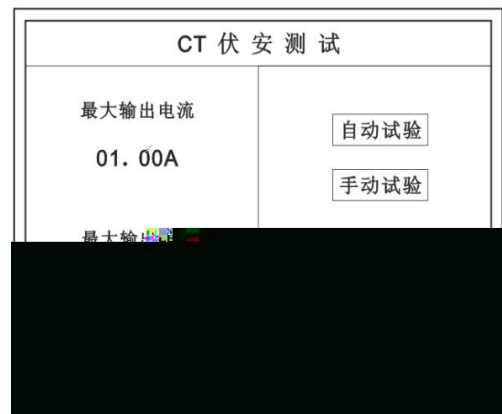 CT 伏安测试
最大输出电流
01. 00A
自动试验
手动试验
最大输出